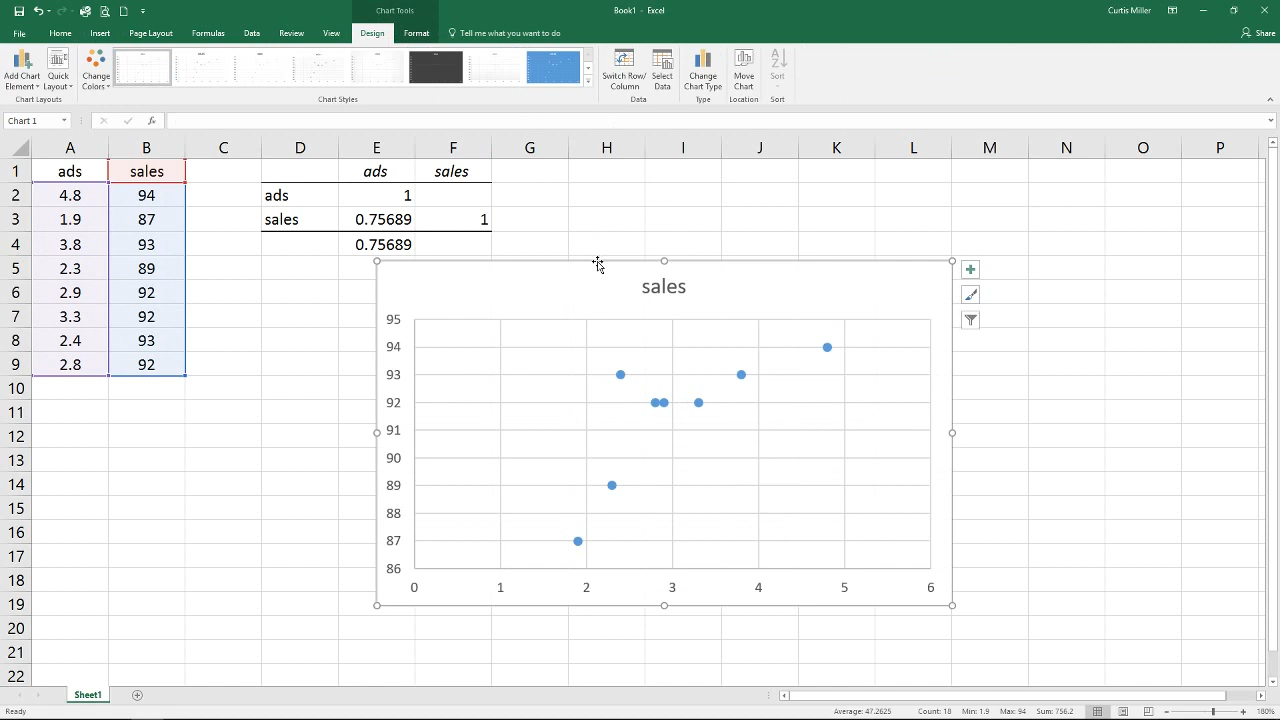 Chart Tools
Book1 - Excel
Curtis Miller
File Home Insert Page Layout Formulas Data Review View Design Format Tell me what you want to do Share
Add Chart Element Quick Layout Change Colors Switch Row/ Column Select Data Change Chart Type Move Chart Sort
Chart Layouts Chart Styles Data Type Location Sort
Chart 1 fx
A B C D E F G H I J K L M N O P
1 ads sales ads sales
2 4.8 94 ads 1
3 1.9 87 sales 0.75689 1
4 3.8 93 0.75689
5 2.3 89
6 2.9 92
7 3.3 92
8 2.4 93
9 2.8 92
10
11
12
13
14
15
16
17
18
19
20
21
22
sales
95
94
93
92
91
90
89
88
87
86
0 1 2 3 4 5 6
Sheet1
Ready Average: 47.2625 Count: 18 Min: 1.9 Max: 94 Sum: 756.2 180%